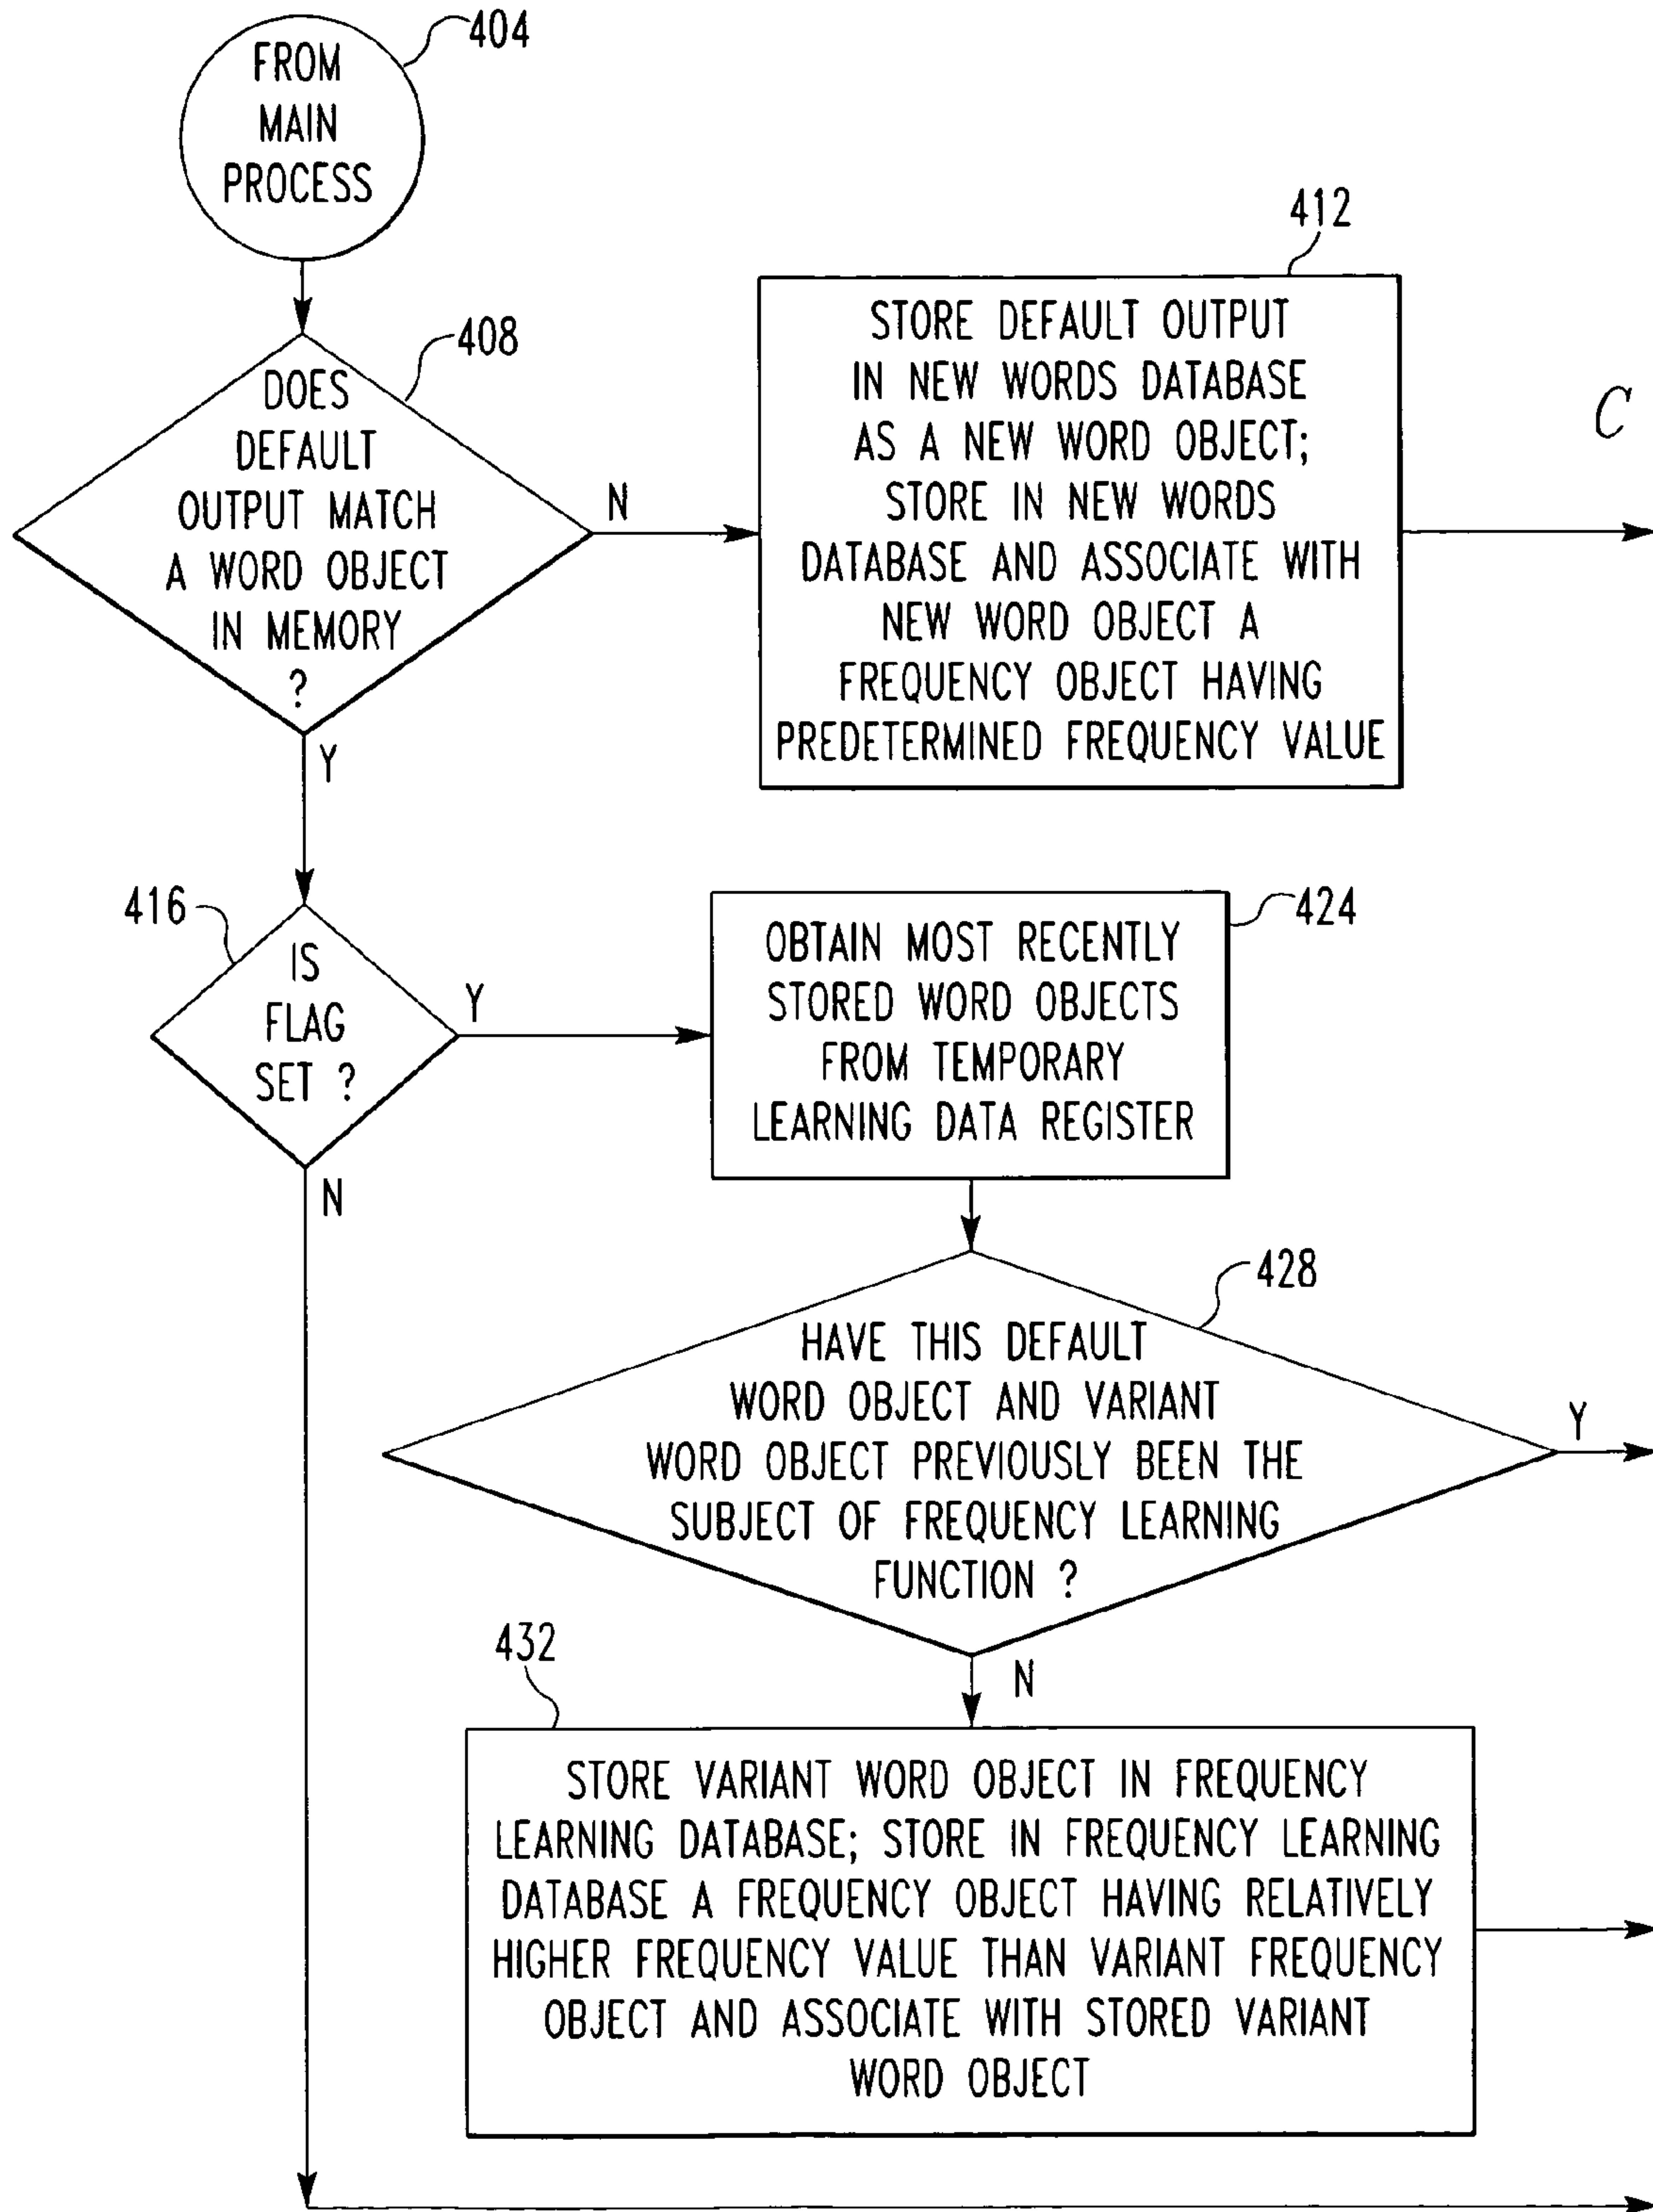 404
FROM
MAIN
PROCESS
408
DOES
DEFAULT
OUTPUT MATCH
A WORD OBJECT
IN MEMORY
?
N
Y
412
STORE DEFAULT OUTPUT
IN NEW WORDS DATABASE
AS A NEW WORD OBJECT;
STORE IN NEW WORDS
DATABASE AND ASSOCIATE WITH
NEW WORD OBJECT A
FREQUENCY OBJECT HAVING
PREDETERMINED FREQUENCY VALUE
C
416
IS
FLAG
SET ?
Y
N
424
OBTAIN MOST RECENTLY
STORED WORD OBJECTS
FROM TEMPORARY
LEARNING DATA REGISTER
428
HAVE THIS DEFAULT
WORD OBJECT AND VARIANT
WORD OBJECT PREVIOUSLY BEEN THE
SUBJECT OF FREQUENCY LEARNING
FUNCTION ?
Y
N
432
STORE VARIANT WORD OBJECT IN FREQUENCY
LEARNING DATABASE; STORE IN FREQUENCY LEARNING
DATABASE A FREQUENCY OBJECT HAVING RELATIVELY
HIGHER FREQUENCY VALUE THAN VARIANT FREQUENCY
OBJECT AND ASSOCIATE WITH STORED VARIANT
WORD OBJECT